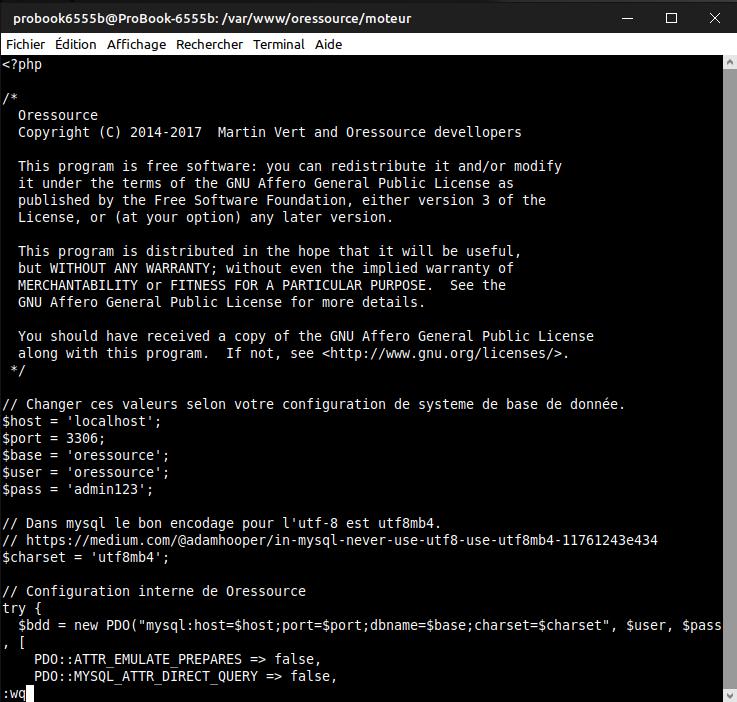 probook6555b@ProBook-6555b: /var/www/oressource/moteur
Fichier Édition Affichage Rechercher Terminal Aide
<?php
/*
  Oressource
  Copyright (C) 2014-2017  Martin Vert and Oressource devellopers
  This program is free software: you can redistribute it and/or modify
  it under the terms of the GNU Affero General Public License as
  published by the Free Software Foundation, either version 3 of the
  License, or (at your option) any later version.
  This program is distributed in the hope that it will be useful,
  but WITHOUT ANY WARRANTY; without even the implied warranty of
  MERCHANTABILITY or FITNESS FOR A PARTICULAR PURPOSE.  See the
  GNU Affero General Public License for more details.
  You should have received a copy of the GNU Affero General Public License
  along with this program.  If not, see <http://www.gnu.org/licenses/>.
 */
// Changer ces valeurs selon votre configuration de systeme de base de donnée.
$host = 'localhost';
$port = 3306;
$base = 'oressource';
$user = 'oressource';
$pass = 'admin123';
// Dans mysql le bon encodage pour l'utf-8 est utf8mb4.
// https://medium.com/@adamhooper/in-mysql-never-use-utf8-use-utf8mb4-11761243e434
$charset = 'utf8mb4';
// Configuration interne de Oressource
try {
  $bdd = new PDO("mysql:host=$host;port=$port;dbname=$base;charset=$charset", $user, $pass
, [
    PDO::ATTR_EMULATE_PREPARES => false,
    PDO::MYSQL_ATTR_DIRECT_QUERY => false,
:wq